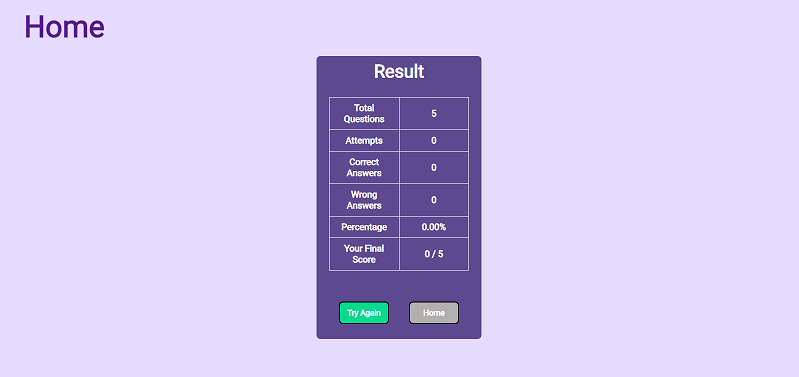 Home
Result
Total
Questions
5
Attempts
0
Correct
Answers
0
Wrong
Answers
0
Percentage
0.00%
Your Final
Score
0 / 5
Try Again
Home